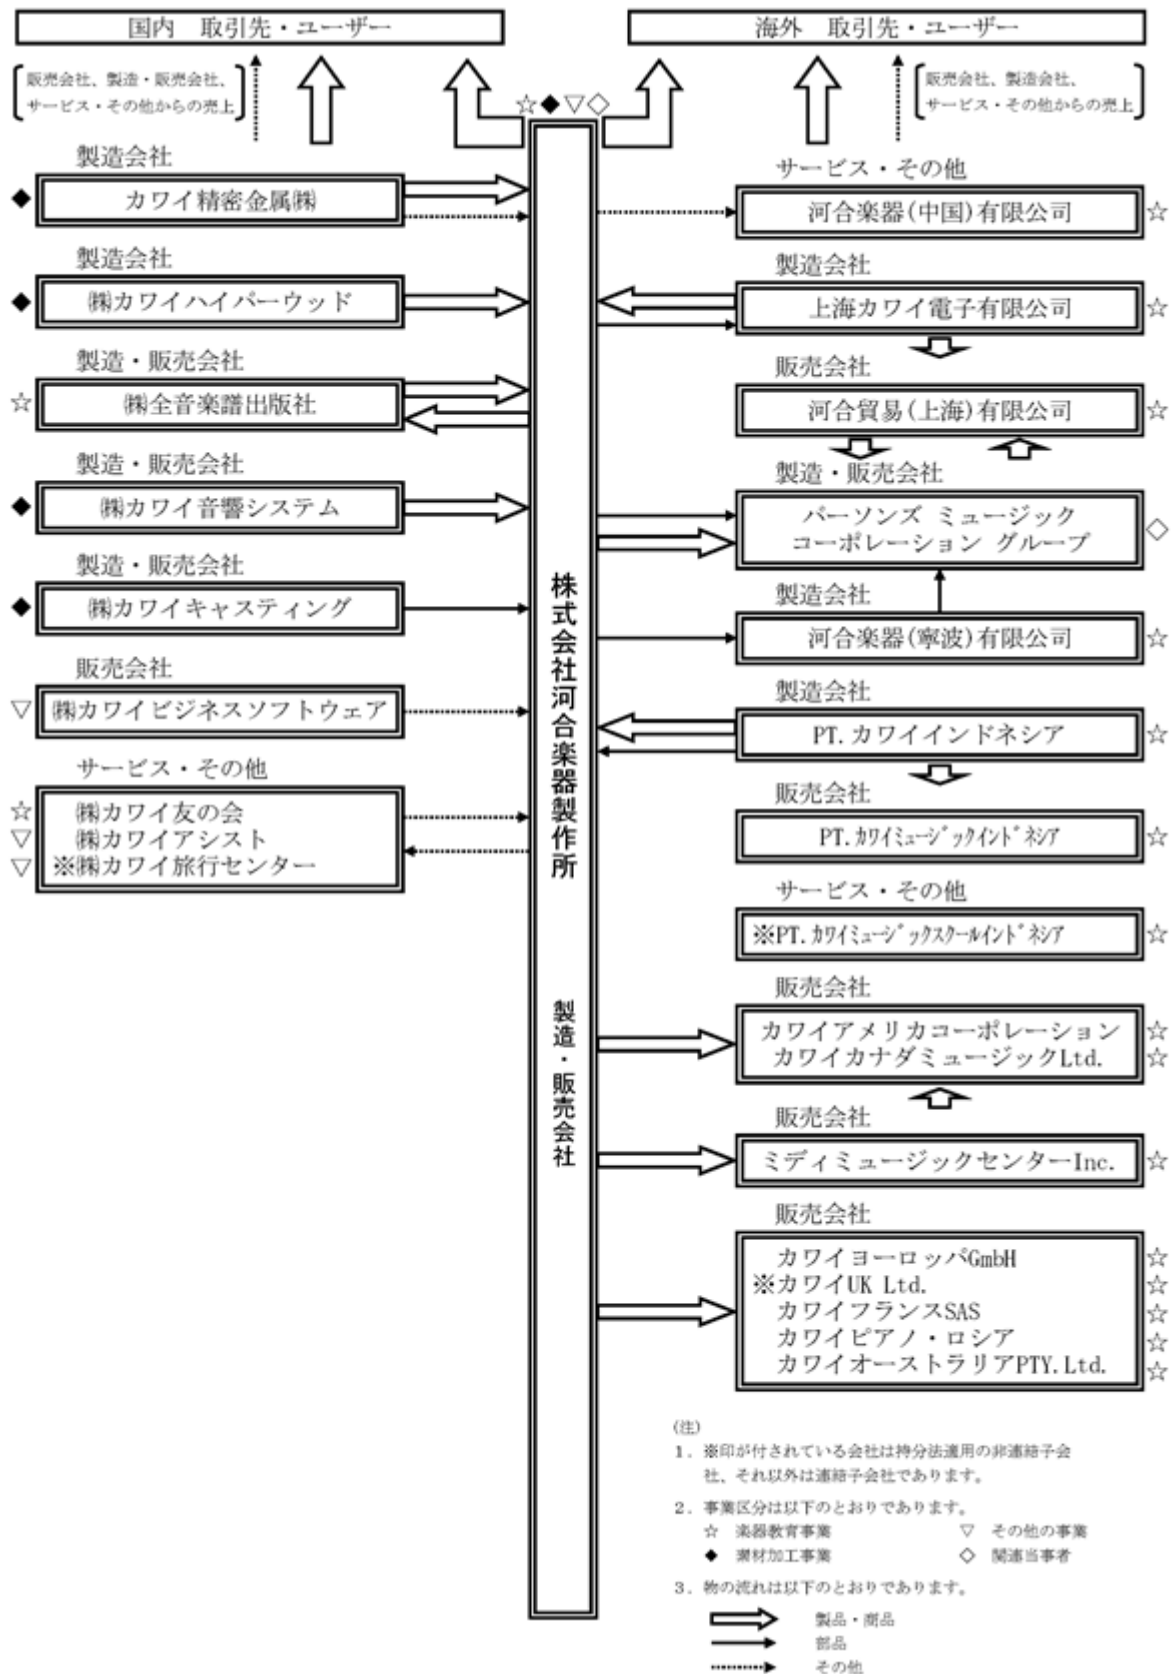 国内　取引先・ユーザー
海外　取引先・ユーザー
販売会社、製造・販売会社、
サービス・その他からの売上
販売会社、製造会社、
サービス・その他からの売上
☆◆▽◇
製造会社
◆ カワイ精密金属㈱
製造会社
◆ ㈱カワイハイパーウッド
製造・販売会社
☆ ㈱全音楽譜出版社
製造・販売会社
◆ ㈱カワイ音響システム
製造・販売会社
◆ ㈱カワイキャスティング
販売会社
▽ ㈱カワイビジネスソフトウェア
サービス・その他
☆ ㈱カワイ友の会
▽ ㈱カワイアシスト
▽ ※㈱カワイ旅行センター
株式会社河合楽器製作所
製造・販売会社
サービス・その他
河合楽器(中国)有限公司 ☆
製造会社
上海カワイ電子有限公司 ☆
販売会社
河合貿易(上海)有限公司 ☆
製造・販売会社
パーソンズ ミュージック
コーポレーション グループ ◇
製造会社
河合楽器(寧波)有限公司 ☆
製造会社
PT.カワイインドネシア ☆
販売会社
PT.カワイミュージックインドネシア ☆
サービス・その他
※PT.カワイミュージックスクールインドネシア ☆
販売会社
カワイアメリカコーポレーション ☆
カワイカナダミュージックLtd. ☆
販売会社
ミディミュージックセンターInc. ☆
販売会社
カワイヨーロッパGmbH ☆
※カワイUK Ltd. ☆
カワイフランスSAS ☆
カワイピアノ・ロシア ☆
カワイオーストラリアPTY.Ltd. ☆
(注)
1. ※印が付されている会社は持分法適用の非連結子会
社、それ以外は連結子会社であります。
2. 事業区分は以下のとおりであります。
☆ 楽器教育事業 ▽ その他の事業
◆ 素材加工事業 ◇ 関連当事者
3. 物の流れは以下のとおりであります。
製品・商品
部品
その他